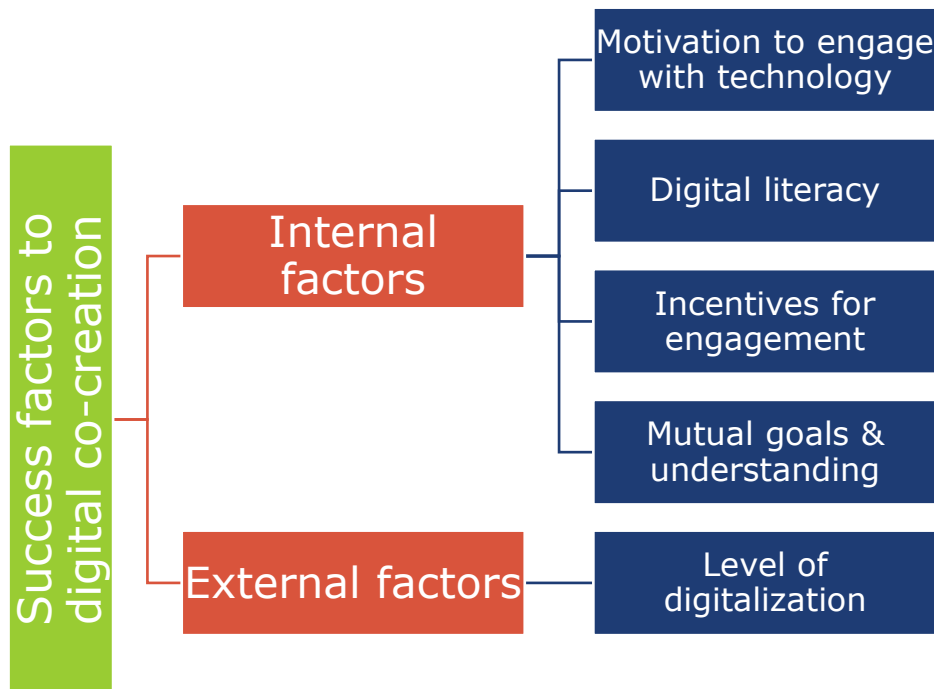 Success factors to
digital co-creation
Internal
factors
Motivation to engage
with technology
Digital literacy
Incentives for
engagement
Mutual goals &
understanding
External factors
Level of
digitalization